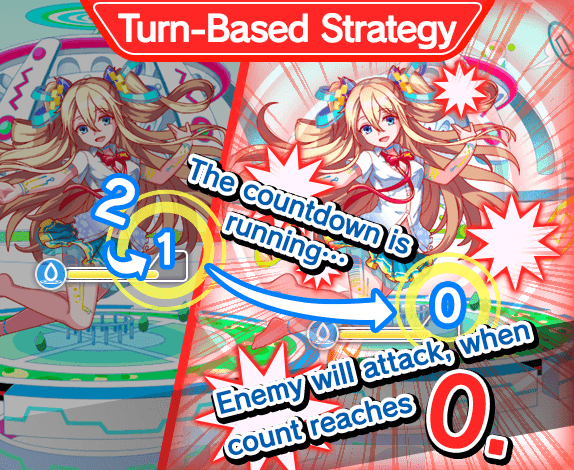 Turn-Based Strategy
2
1
The countdown is
running…
0
Enemy will attack, when
count reaches 0.